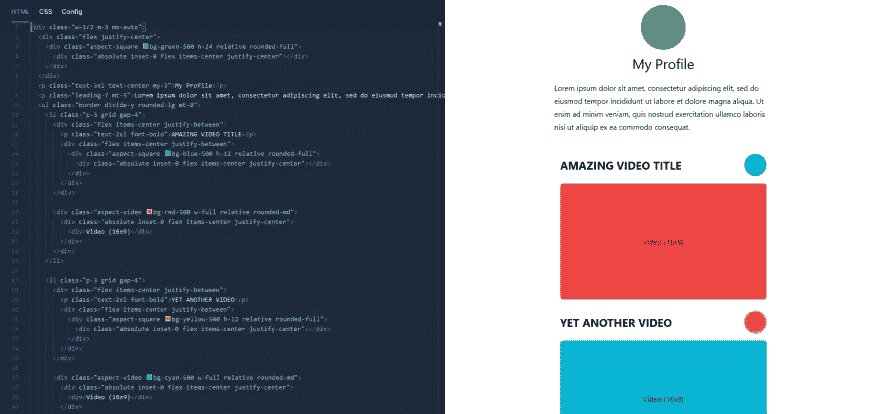 HTML CSS Config
<div class="w-1/2 m-3 mx-auto">
<div class="flex justify-center">
<div class="aspect-square bg-green-500 h-24 relative rounded-full">
<div class="absolute inset-0 flex items-center justify-center"></div>
</div>
</div>
<p class="text-3xl text-center my-3">My Profile</p>
<p class="leading-7 mt-5">Lorem ipsum dolor sit amet, consectetur adipiscing elit, sed do eiusmod tempor incid
<ul class="border divide-y rounded-lg mt-8">
<li class="p-3 grid gap-4">
<div class="flex items-center justify-between">
<p class="text-2xl font-bold">AMAZING VIDEO TITLE</p>
<div class="flex items-center justify-between">
<div class="aspect-square bg-blue-500 h-12 relative rounded-full">
<div class="absolute inset-0 flex items-center justify-center"></div>
</div>
</div>
</div>
<div class="aspect-video bg-red-500 w-full relative rounded-md">
<div class="absolute inset-0 flex items-center justify-center">
<div>Video (16x9)</div>
</div>
</div>
</li>
<li class="p-3 grid gap-4">
<div class="flex items-center justify-between">
<p class="text-2xl font-bold">YET ANOTHER VIDEO</p>
<div class="flex items-center justify-between">
<div class="aspect-square bg-yellow-500 h-12 relative rounded-full">
<div class="absolute inset-0 flex items-center justify-center"></div>
</div>
</div>
</div>
<div class="aspect-video bg-cyan-500 w-full relative rounded-md">
<div class="absolute inset-0 flex items-center justify-center">
<div>Video (16x9)</div>
</div>
My Profile
Lorem ipsum dolor sit amet, consectetur adipiscing elit, sed do
eiusmod tempor incididunt ut labore et dolore magna aliqua. Ut
enim ad minim veniam, quis nostrud exercitation ullamco laboris
nisi ut aliquip ex ea commodo consequat.
AMAZING VIDEO TITLE
Video (16x9)
YET ANOTHER VIDEO
Video (16x9)